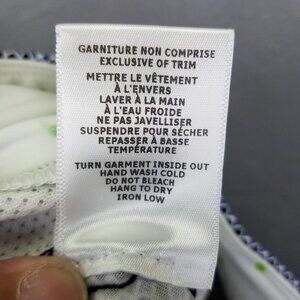 GARNITURE NON COMPRISE
EXCLUSIVE OF TRIM
METTRE LE VÊTEMENT
À L'ENVERS
LAVER À LA MAIN
À L'EAU FROIDE
NE PAS JAVELLISER
SUSPENDRE POUR SÉCHER
REPASSER À BASSE
TEMPÉRATURE
TURN GARMENT INSIDE OUT
HAND WASH COLD
DO NOT BLEACH
HANG TO DRY
IRON LOW